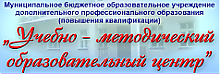 Муниципальное бюджетное образовательное учреждение
дополнительного профессионального образования
(повышения квалификации)
„Учебно - методический
образовательный центр"